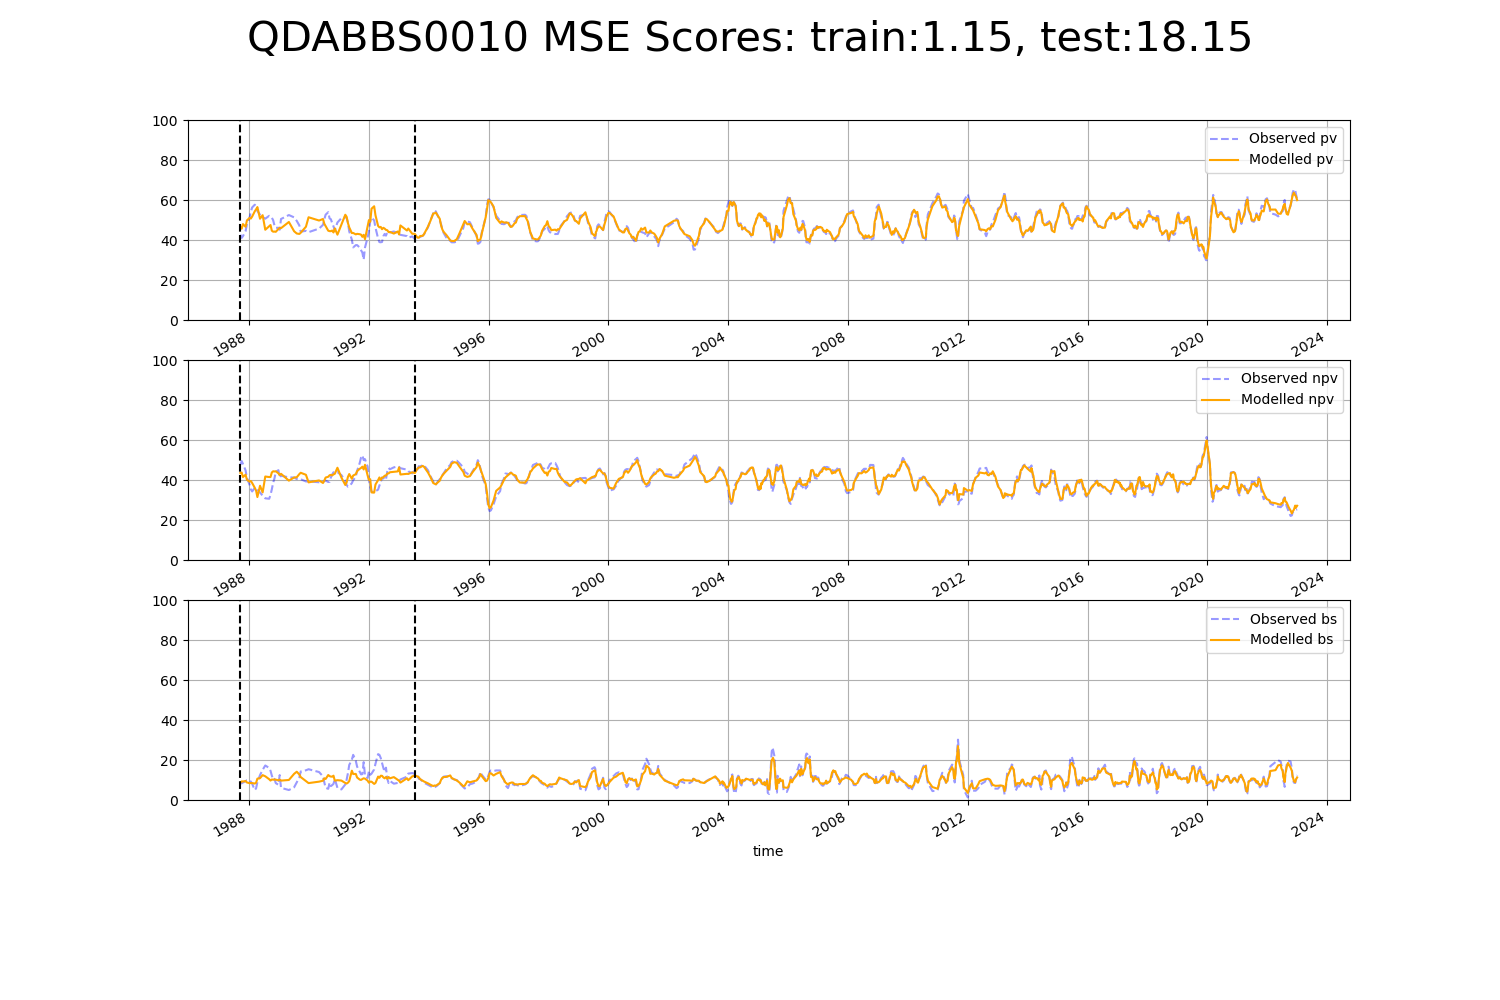 QDABBS0010 MSE Scores: train:1.15, test:18.15
100
80
60
40
20
0
Observed pv
Modelled pv
1988 1992 1996 2000 2004 2008 2012 2016 2020 2024
100
80
60
40
20
0
Observed npv
Modelled npv
1988 1992 1996 2000 2004 2008 2012 2016 2020 2024
100
80
60
40
20
0
Observed bs
Modelled bs
1988 1992 1996 2000 2004 2008 2012 2016 2020 2024
time